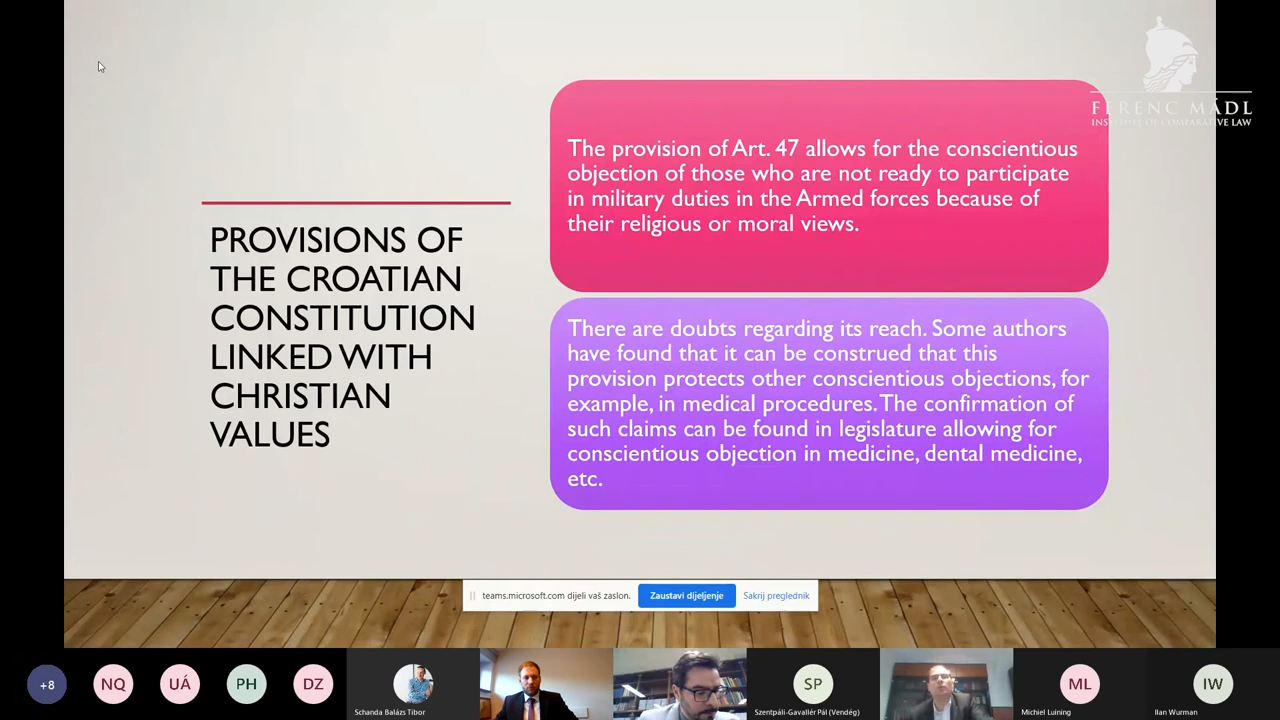 FERENC MÁDL
INSTITUTE OF COMPARATIVE LAW
PROVISIONS OF
THE CROATIAN
CONSTITUTION
LINKED WITH
CHRISTIAN
VALUES
The provision of Art. 47 allows for the conscientious
objection of those who are not ready to participate
in military duties in the Armed forces because of
their religious or moral views.
There are doubts regarding its reach. Some authors
have found that it can be construed that this
provision protects other conscientious objections, for
example, in medical procedures. The confirmation of
such claims can be found in legislature allowing for
conscientious objection in medicine, dental medicine,
etc.
teams.microsoft.com dijeli vaš zaslon. Zaustavi dijeljenje Sakrij preglednik
+8 NQ UÁ PH DZ SP ML IW
Schanda Balázs Tibor Szentpáli-Gavallér Pál (Vendég) Michiel Luining Ilan Wurman